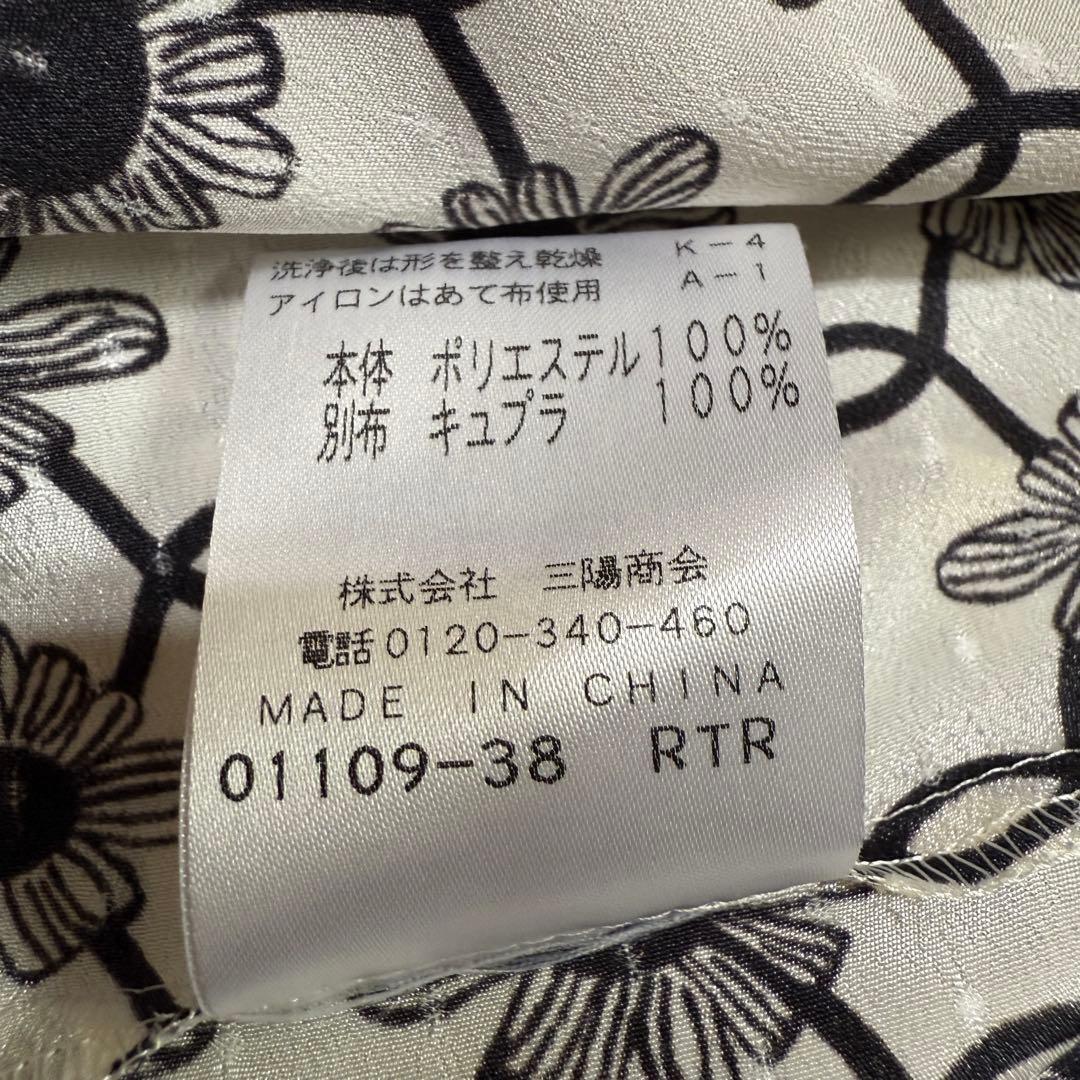 洗浄後は形を整え乾燥 K-4
アイロンはあて布使用 A-1
本体 ポリエステル100%
別布 キュプラ 100%
株式会社 三陽商会
電話0120-340-460
MADE IN CHINA
01109-38 RTR